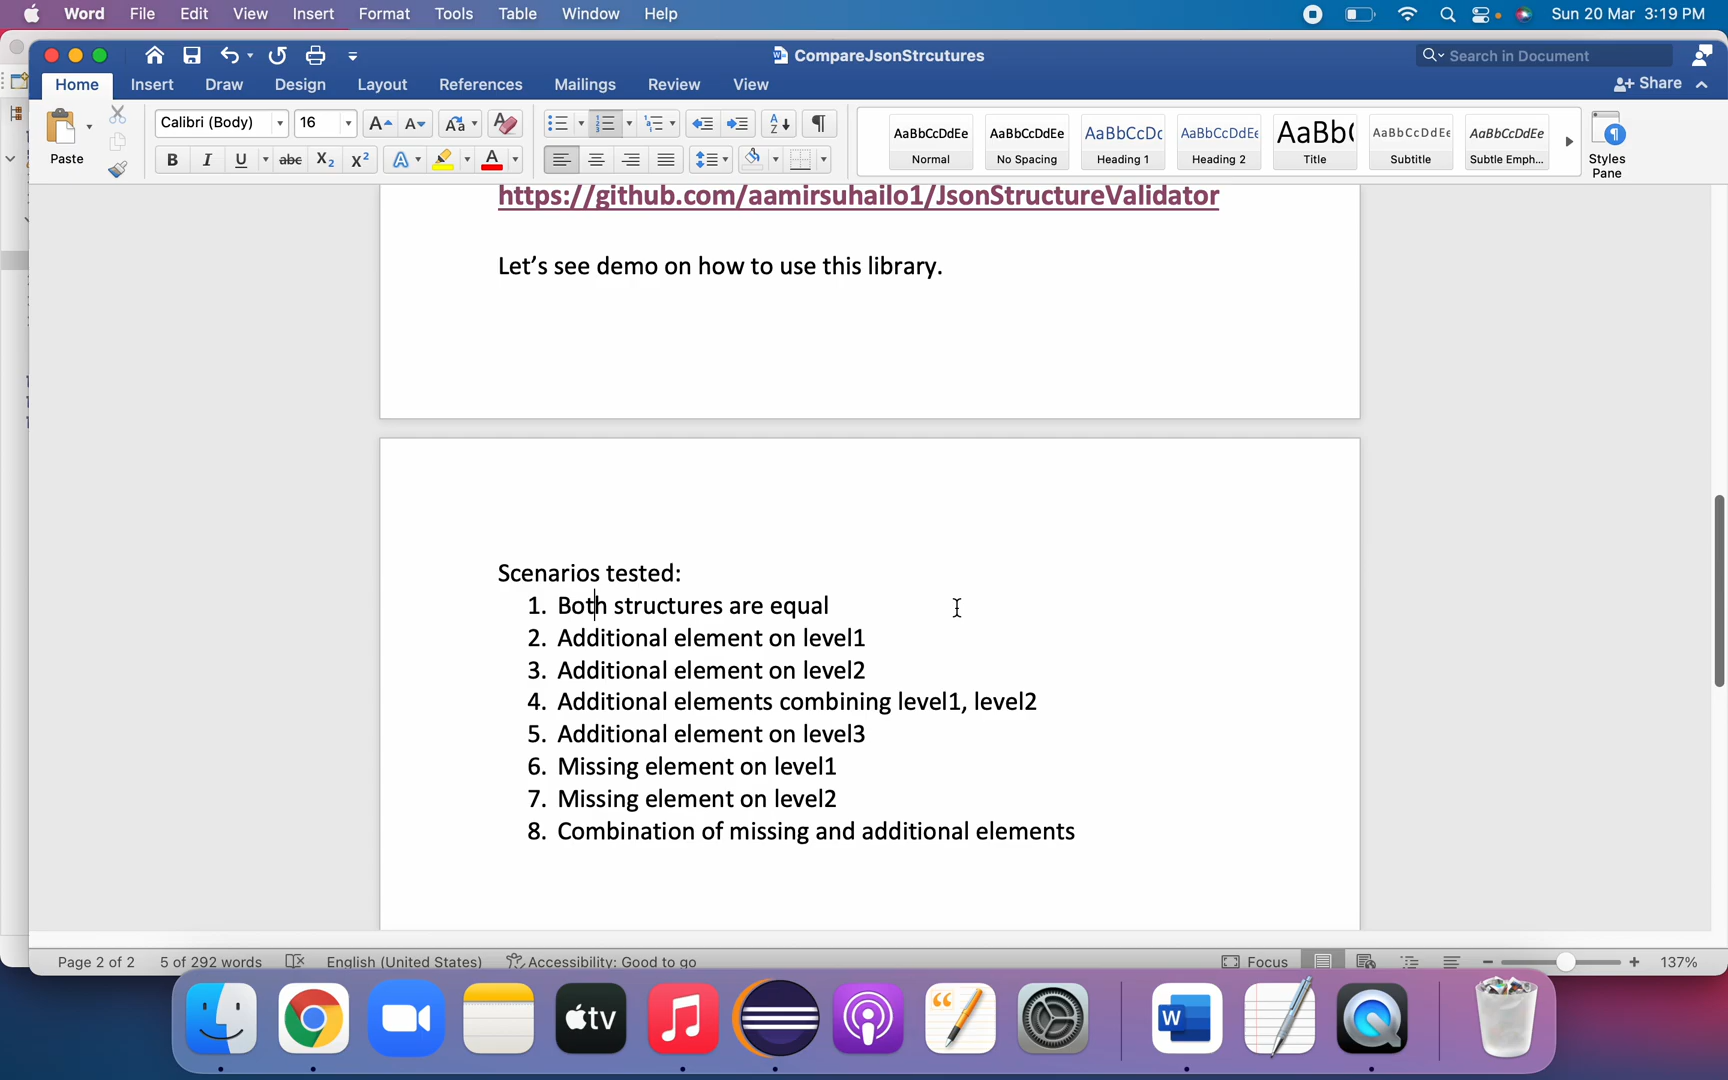 Word File Edit View Insert Format Tools Table Window Help Sun 20 Mar 3:19 PM
CompareJsonStrcutures Search in Document
Home Insert Draw Design Layout References Mailings Review View Share
Paste Calibri (Body) 16 Aa
B I U abc X2 X2 A A
AaBbCcDdEe AaBbCcDdEe AaBbCcDc AaBbCcDdEe AaBb( AaBbCcDdEe AaBbCcDdEe
Normal No Spacing Heading 1 Heading 2 Title Subtitle Subtle Emph... Styles Pane
https://github.com/aamirsuhailo1/JsonStructureValidator
Let’s see demo on how to use this library.
Scenarios tested:
1. Both structures are equal
2. Additional element on level1
3. Additional element on level2
4. Additional elements combining level1, level2
5. Additional element on level3
6. Missing element on level1
7. Missing element on level2
8. Combination of missing and additional elements
Page 2 of 2 5 of 292 words English (United States) Accessibility: Good to go Focus 137%
tv W